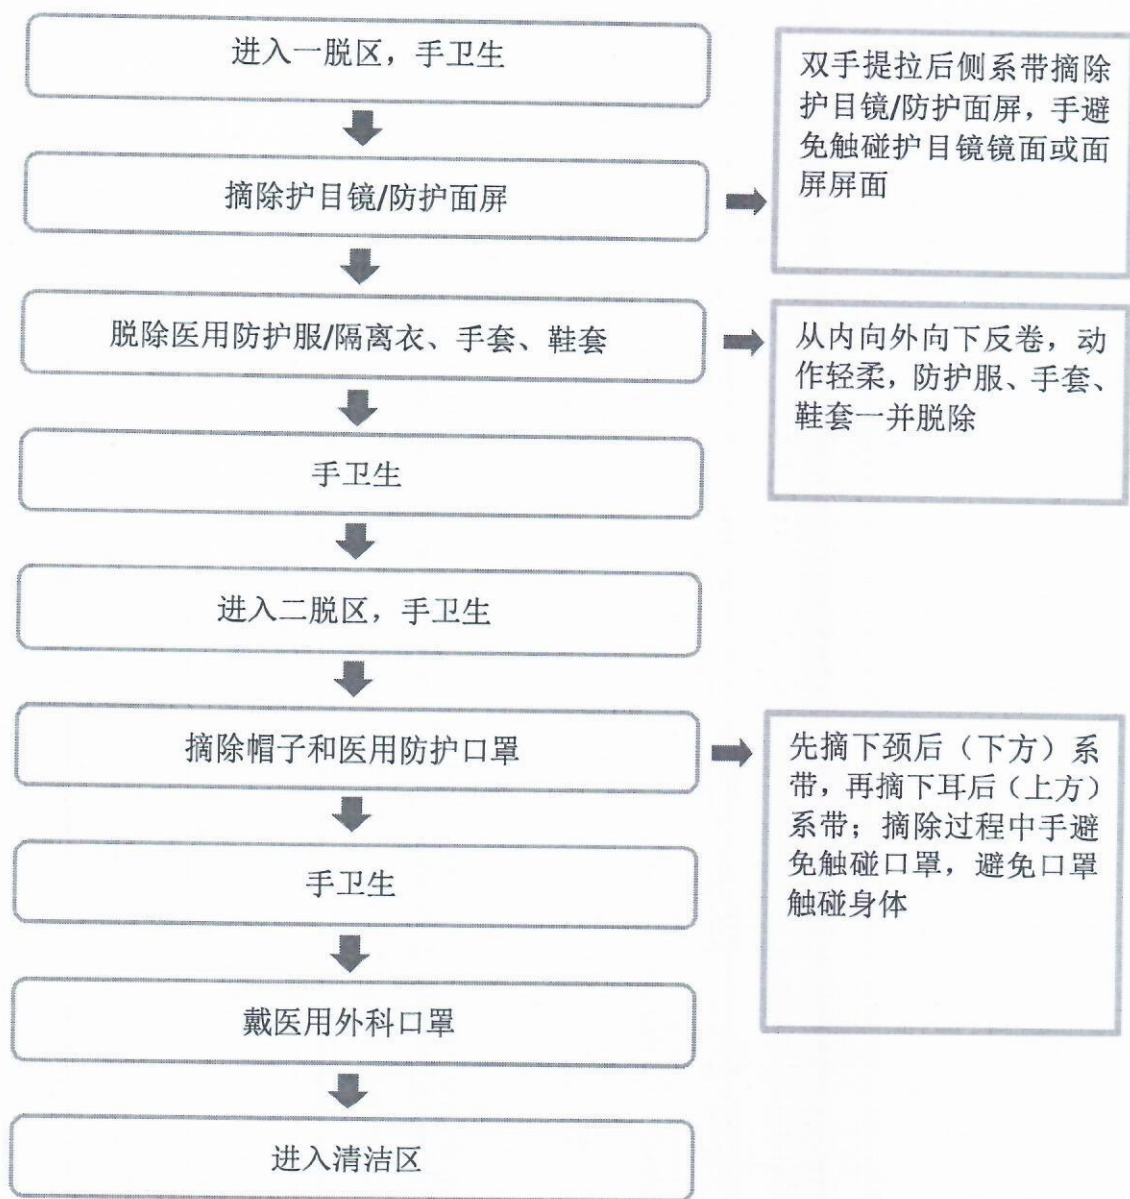 进入一脱区，手卫生
双手提拉后侧系带摘除
护目镜/防护面屏，手避
免触碰护目镜镜面或面
屏屏面
摘除护目镜/防护面屏
脱除医用防护服/隔离衣、手套、鞋套
从内向外向下反卷，动
作轻柔，防护服、手套、
鞋套一并脱除
手卫生
进入二脱区，手卫生
摘除帽子和医用防护口罩
先摘下颈后（下方）系
带，再摘下耳后（上方）
系带；摘除过程中手避
免触碰口罩，避免口罩
触碰身体
手卫生
戴医用外科口罩
进入清洁区